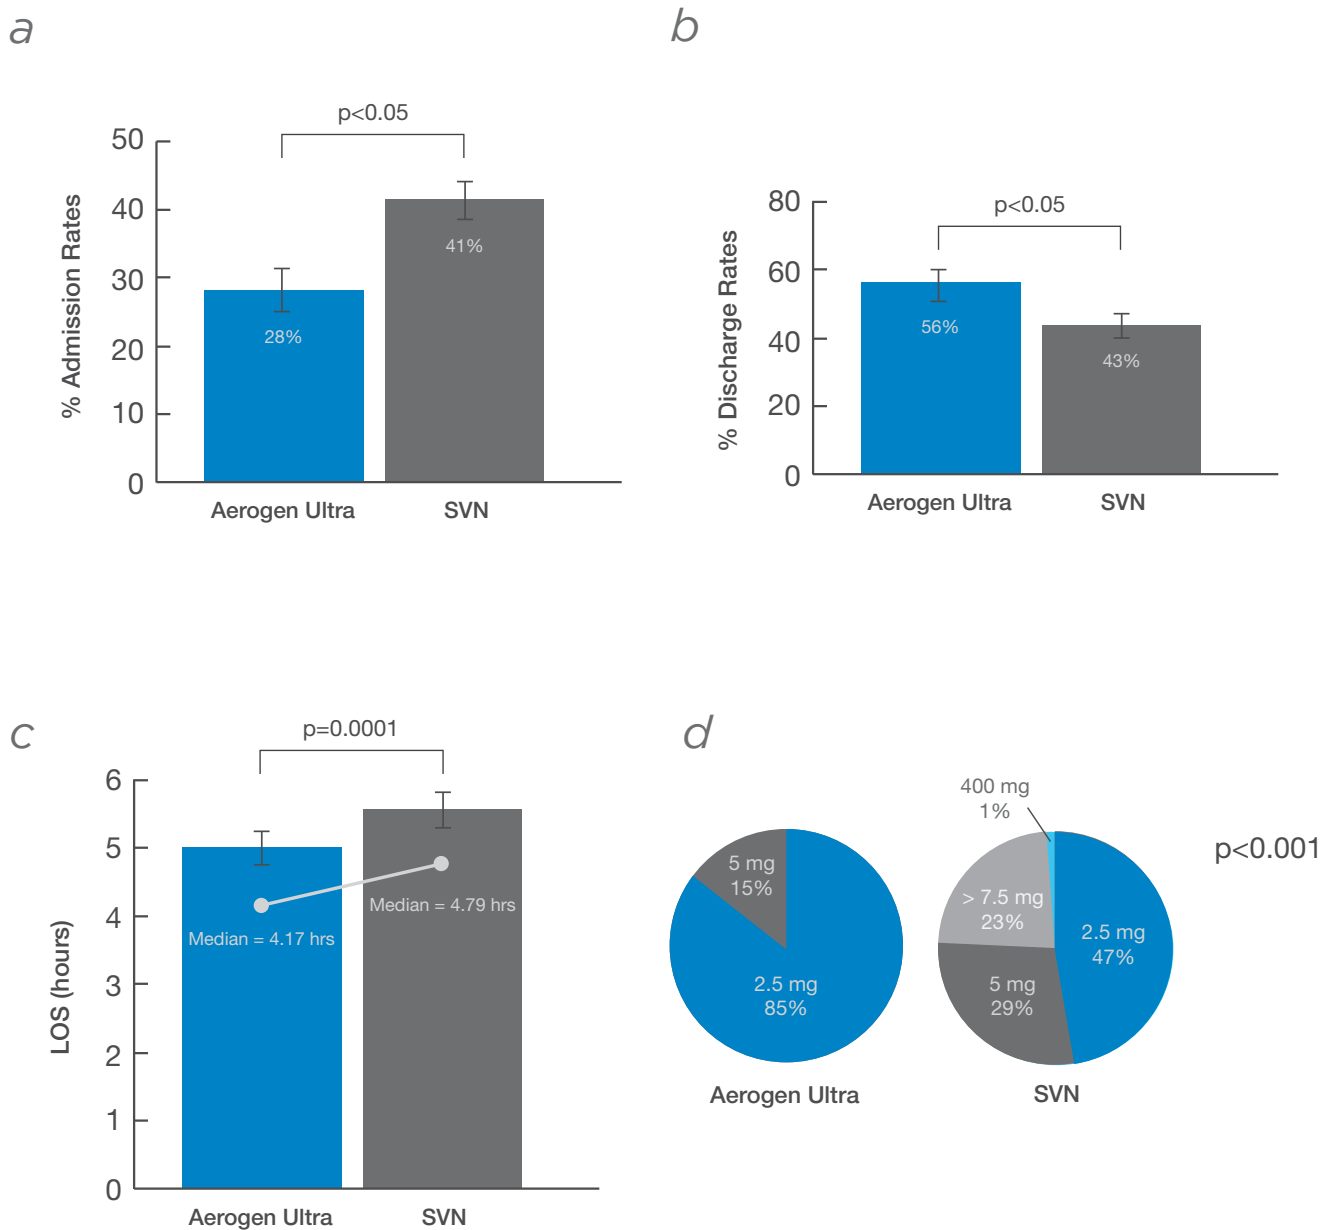 a
p<0.05
50
40
30
20
10
0
% Admission Rates
28%
41%
Aerogen Ultra
SVN
b
p<0.05
80
60
40
20
0
% Discharge Rates
56%
43%
Aerogen Ultra
SVN
c
p=0.0001
6
5
4
3
2
1
0
LOS (hours)
Median = 4.17 hrs
Median = 4.79 hrs
Aerogen Ultra
SVN
d
5 mg
15%
2.5 mg
85%
Aerogen Ultra
400 mg
1%
> 7.5 mg
23%
2.5 mg
47%
5 mg
29%
SVN
p<0.001